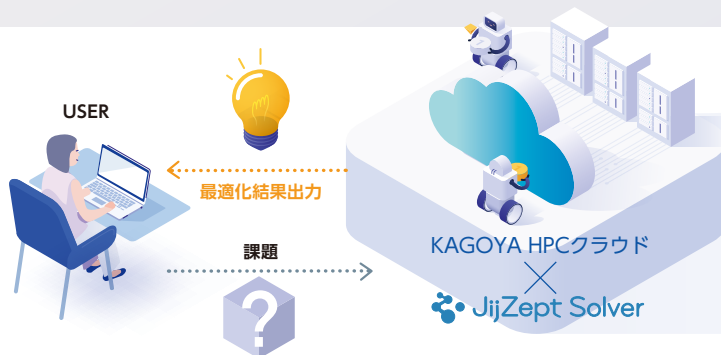 USER
最適化結果出力
課題
?
KAGOYA HPCクラウド
×
JijZept Solver